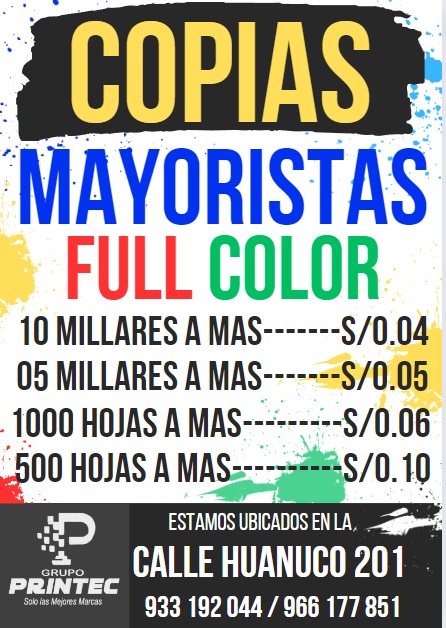 COPIAS
MAYORISTAS
FULL COLOR
10 MILLARES A MAS-------S/0.04
05 MILLARES A MAS-------S/0.05
1000 HOJAS A MAS---------S/0.06
500 HOJAS A MAS----------S/0.10
ESTAMOS UBICADOS EN LA
CALLE HUANUCO 201
933 192 044 / 966 177 851
GRUPO
PRINTEC
Solo las Mejores Marcas